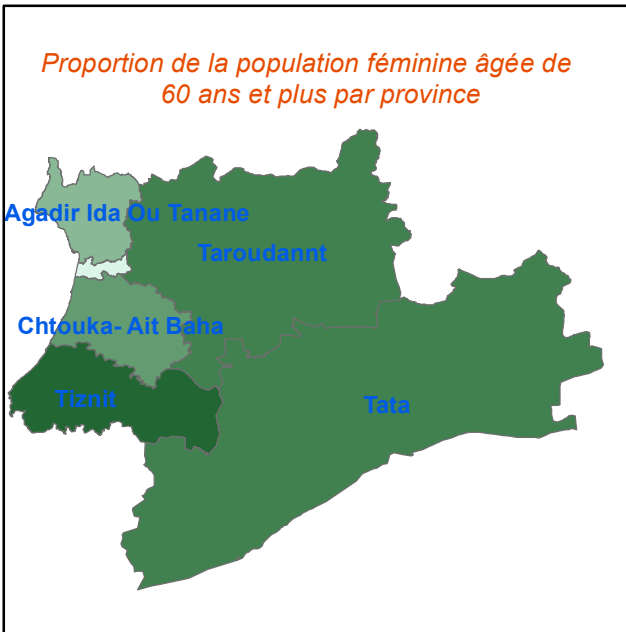 Proportion de la population féminine âgée de
60 ans et plus par province
Agadir Ida Ou Tanane
Taroudannt
Chtouka- Ait Baha
Tiznit
Tata